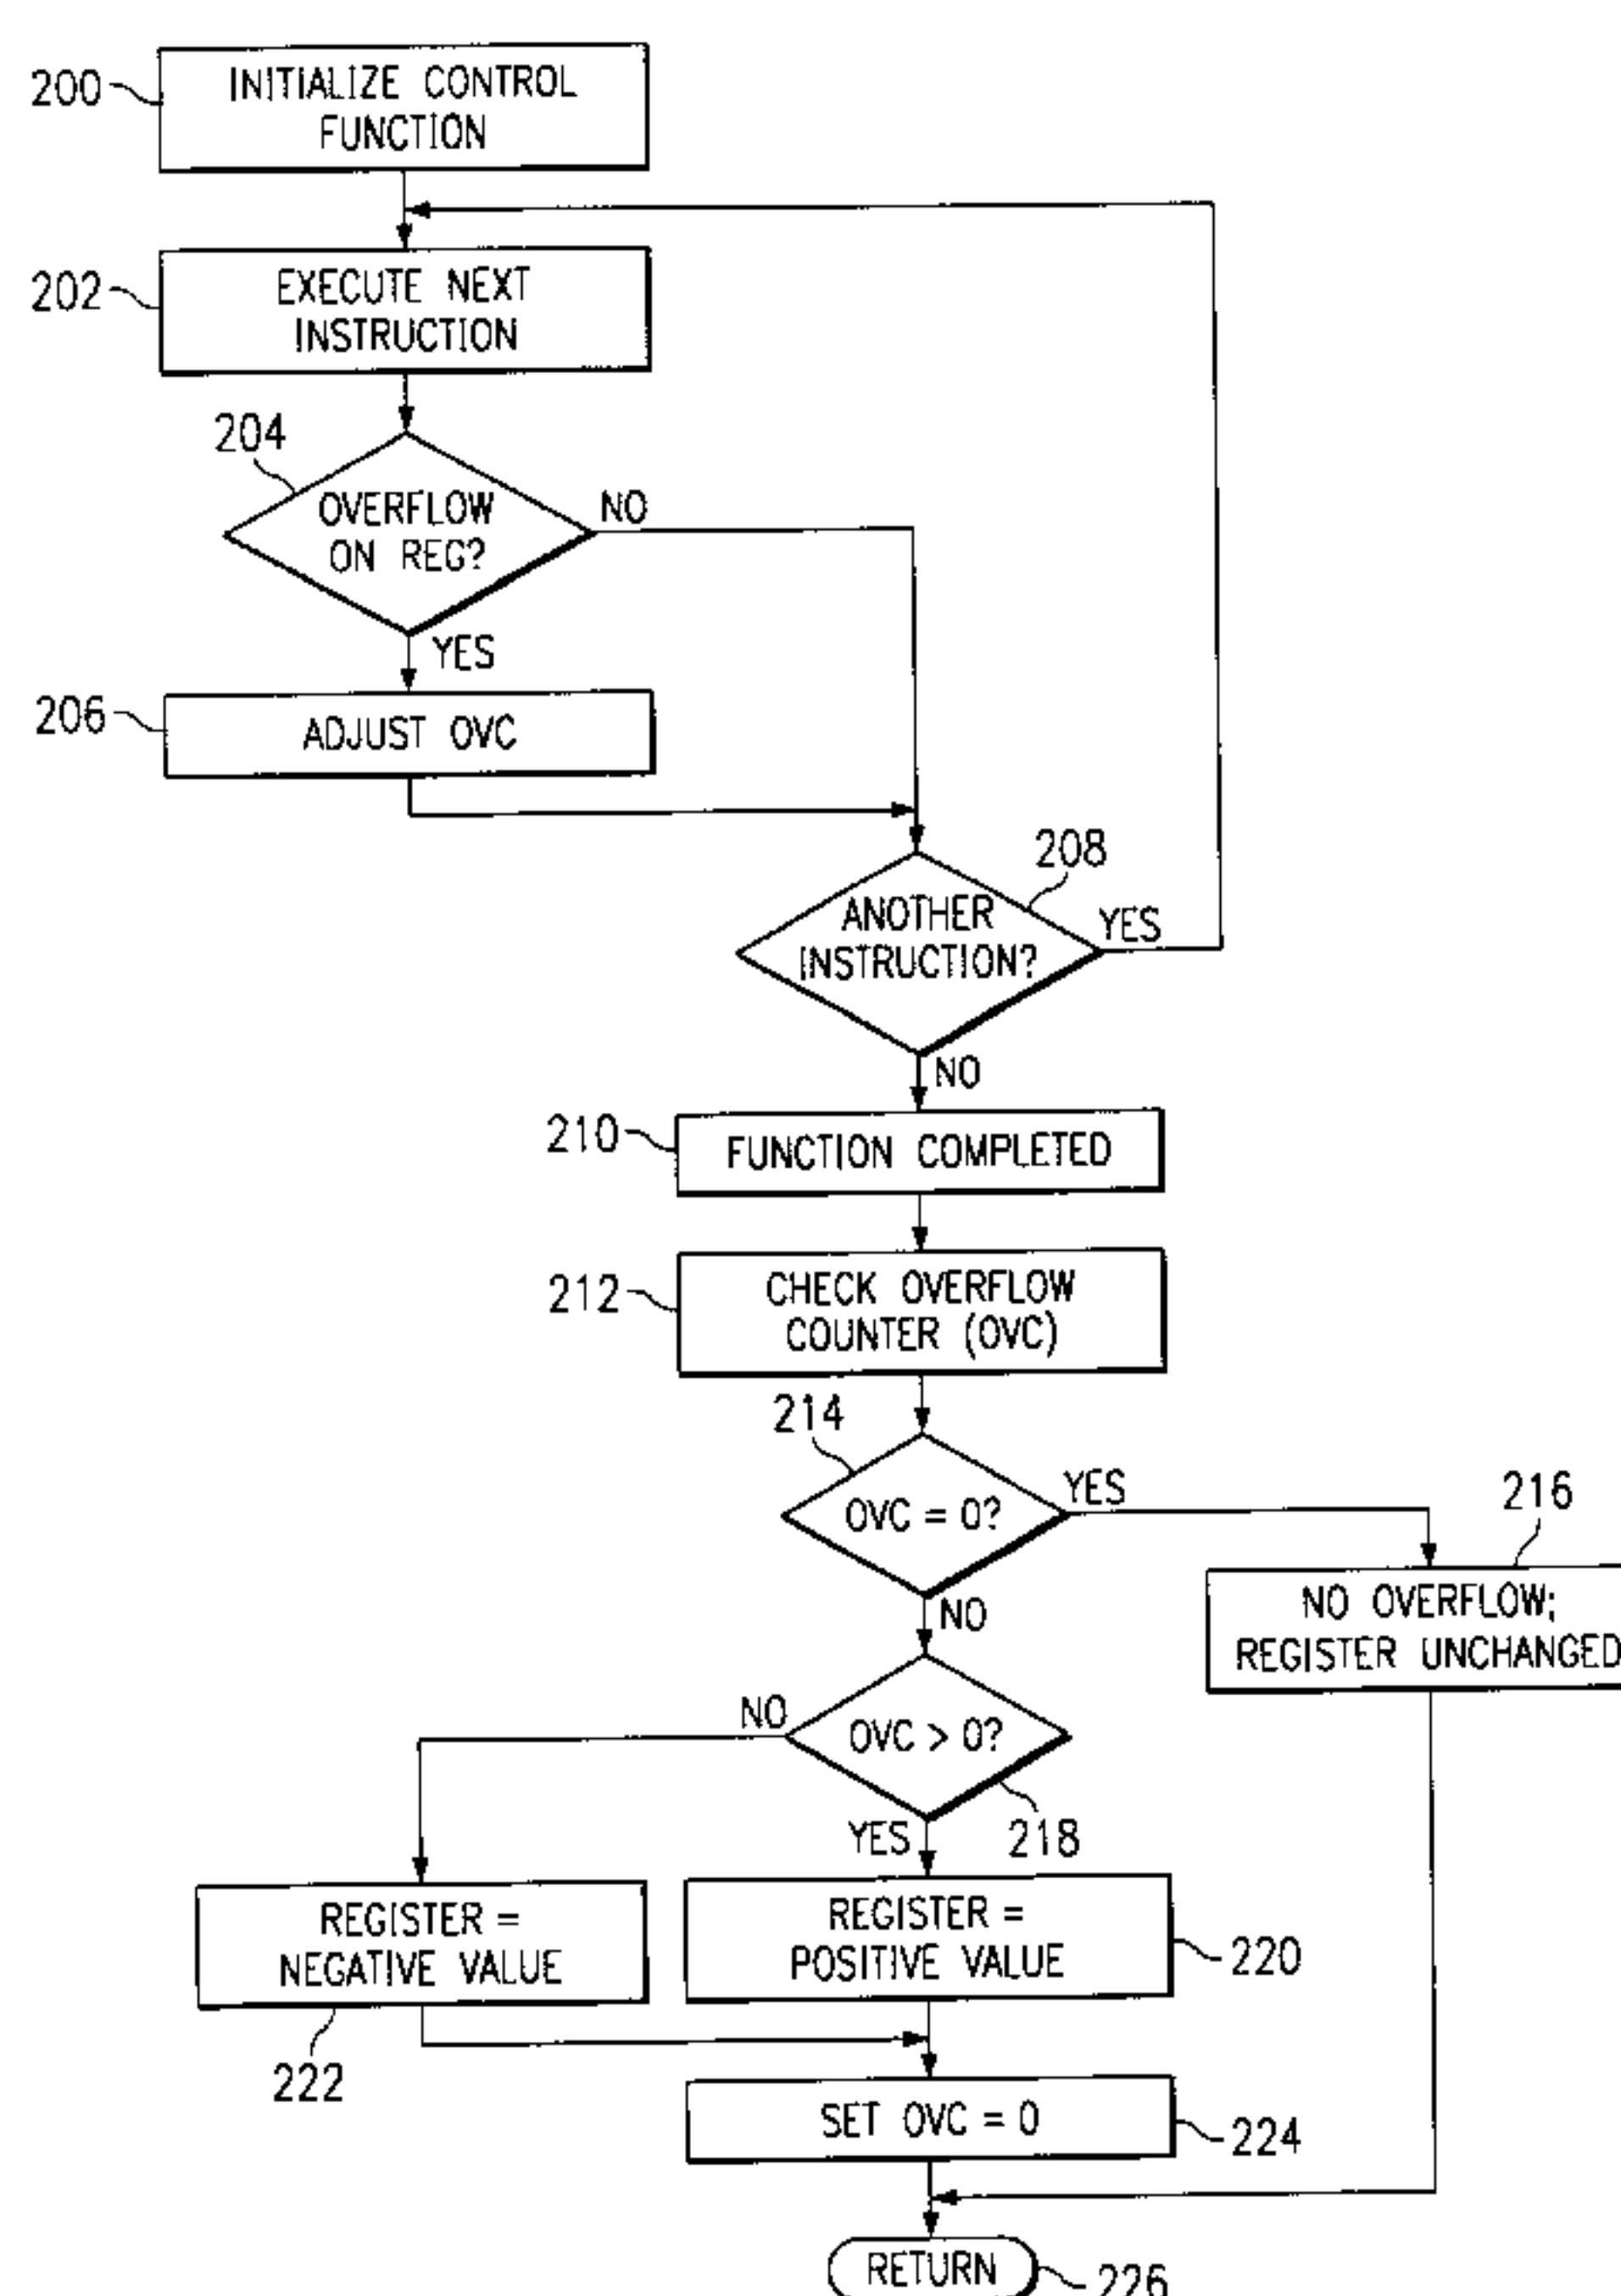 200
INITIALIZE CONTROL
FUNCTION
202
EXECUTE NEXT
INSTRUCTION
204
OVERFLOW
ON REG?
NO
YES
206
ADJUST OVC
208
ANOTHER
INSTRUCTION?
YES
NO
210
FUNCTION COMPLETED
212
CHECK OVERFLOW
COUNTER (OVC)
214
OVC = 0?
YES
216
NO OVERFLOW;
REGISTER UNCHANGED
NO
OVC > 0?
NO
218
YES
REGISTER =
NEGATIVE VALUE
222
REGISTER =
POSITIVE VALUE
220
SET OVC = 0
224
RETURN
226